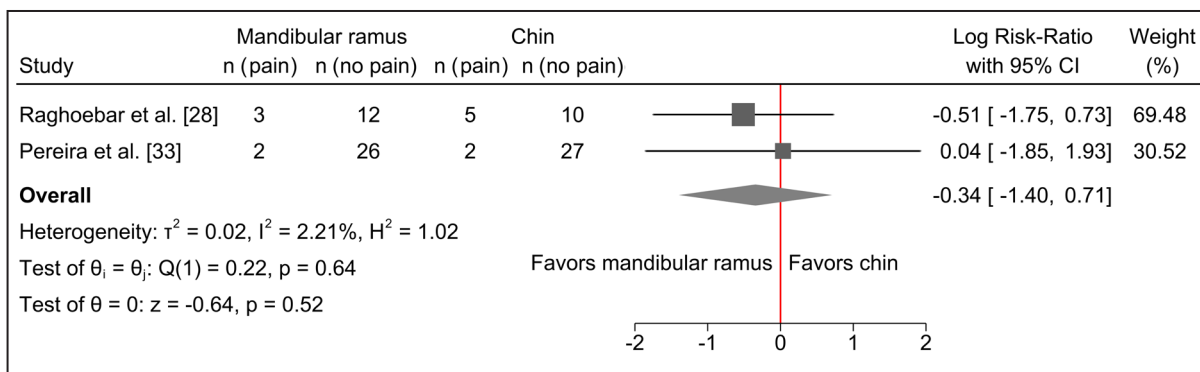 Mandibular ramus Chin Log Risk-Ratio Weight
Study n (pain) n (no pain) n (pain) n (no pain) with 95% CI (%)
Raghoebar et al. [28] 3 12 5 10 -0.51 [ -1.75, 0.73] 69.48
Pereira et al. [33] 2 26 2 27 0.04 [ -1.85, 1.93] 30.52
Overall -0.34 [ -1.40, 0.71]
Heterogeneity: τ² = 0.02, I² = 2.21%, H² = 1.02
Test of θᵢ = θⱼ: Q(1) = 0.22, p = 0.64
Favors mandibular ramus Favors chin
Test of θ = 0: z = -0.64, p = 0.52
-2 -1 0 1 2